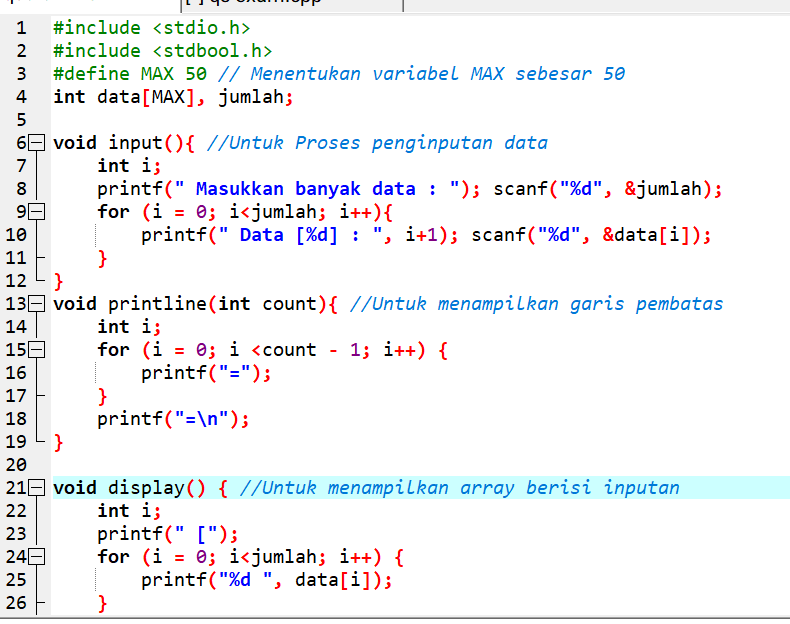 #include <stdio.h>
1 #include <stdio.h>
2 #include <stdbool.h>
3 #define MAX 50 // Menentukan variabel MAX sebesar 50
4 int data[MAX], jumlah;
5
6 void input(){ //Untuk Proses penginputan data
7 int i;
8 printf(" Masukkan banyak data : "); scanf("%d", &jumlah);
9 for (i = 0; i<jumlah; i++){
10 printf(" Data [%d] : ", i+1); scanf("%d", &data[i]);
11 }
12 }
13 void printline(int count){ //Untuk menampilkan garis pembatas
14 int i;
15 for (i = 0; i <count - 1; i++) {
16 printf("=");
17 }
18 printf("=\n");
19 }
20
21 void display() { //Untuk menampilkan array berisi inputan
22 int i;
23 printf(" [");
24 for (i = 0; i<jumlah; i++) {
25 printf("%d ", data[i]);
26 }